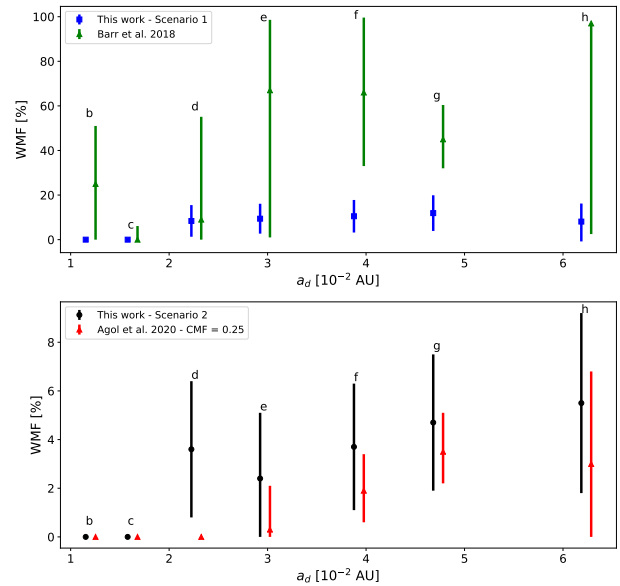 This work - Scenario 1
Barr et al. 2018
WMF [%]
100
80
60
40
20
0
b
c
d
e
f
g
h
1 2 3 4 5 6
a_d [10^-2 AU]
This work - Scenario 2
Agol et al. 2020 - CMF = 0.25
WMF [%]
8
6
4
2
0
b
c
d
e
f
g
h
1 2 3 4 5 6
a_d [10^-2 AU]